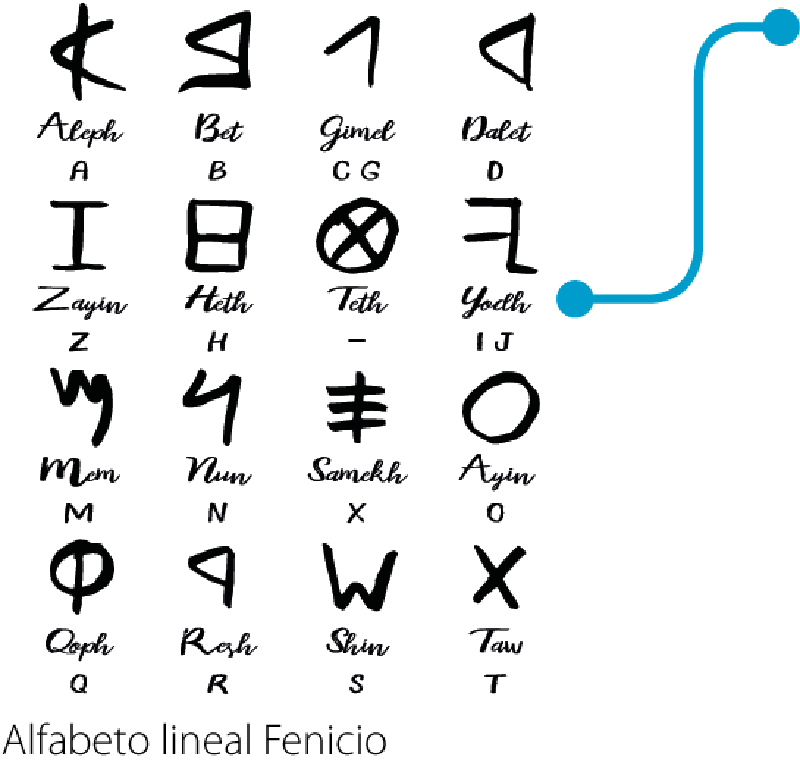 𐤀 𐤁 𐤂 𐤃
Aleph Bet Gimel Dalet
A B C G D
𐤆 𐤇 𐤈 𐤉
Zayin Heth Teth Yodh
Z H – I J
𐤌 𐤍 𐤎 𐤏
Mem Nun Samekh Ayin
M N X O
𐤒 𐤓 𐤔 𐤕
Qoph Resh Shin Taw
Q R S T
Alfabeto lineal Fenicio